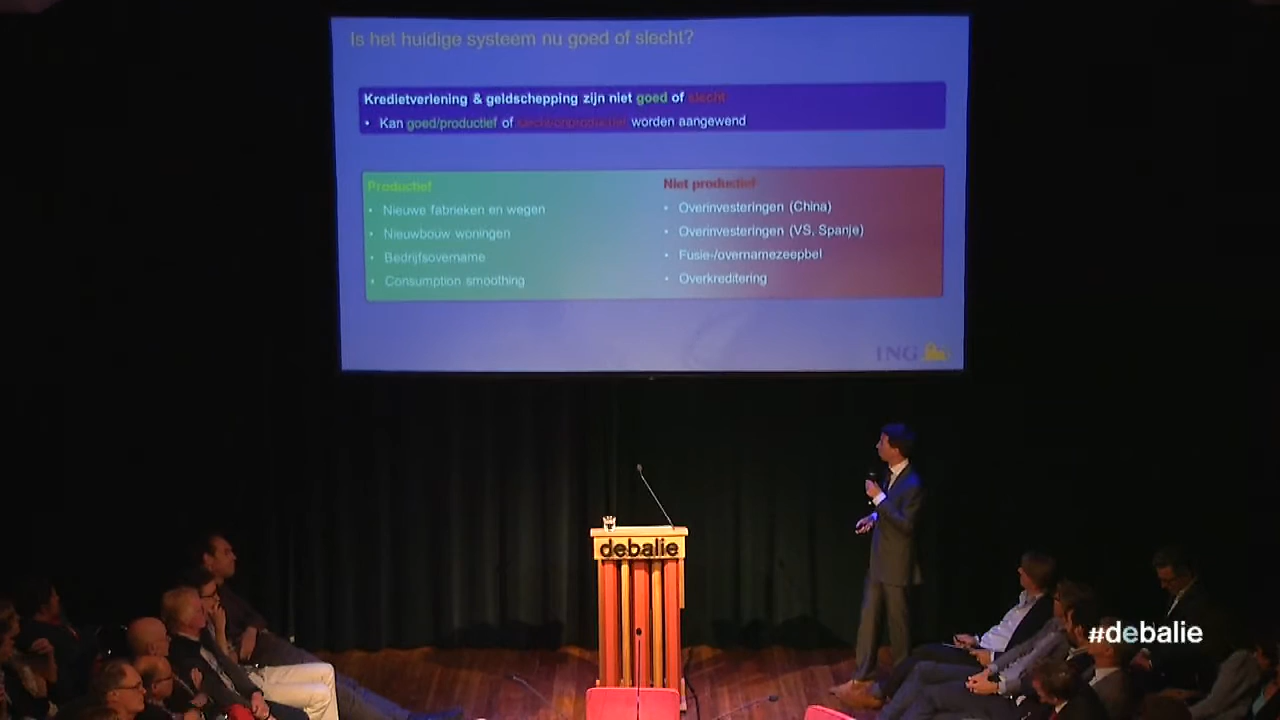 Is het huidige systeem nu goed of slecht?
Kredietverlening & geldschepping zijn niet goed of slecht
• Kan goed/productief of slecht/onproductief worden aangewend
Productief
• Nieuwe fabrieken en wegen
• Nieuwbouw woningen
• Bedrijfsovername
• Consumption smoothing
Niet productief
• Overinvesteringen (China)
• Overinvesteringen (VS, Spanje)
• Fusie-/overnamezeepbel
• Overkreditering
ING
debalie
#debalie